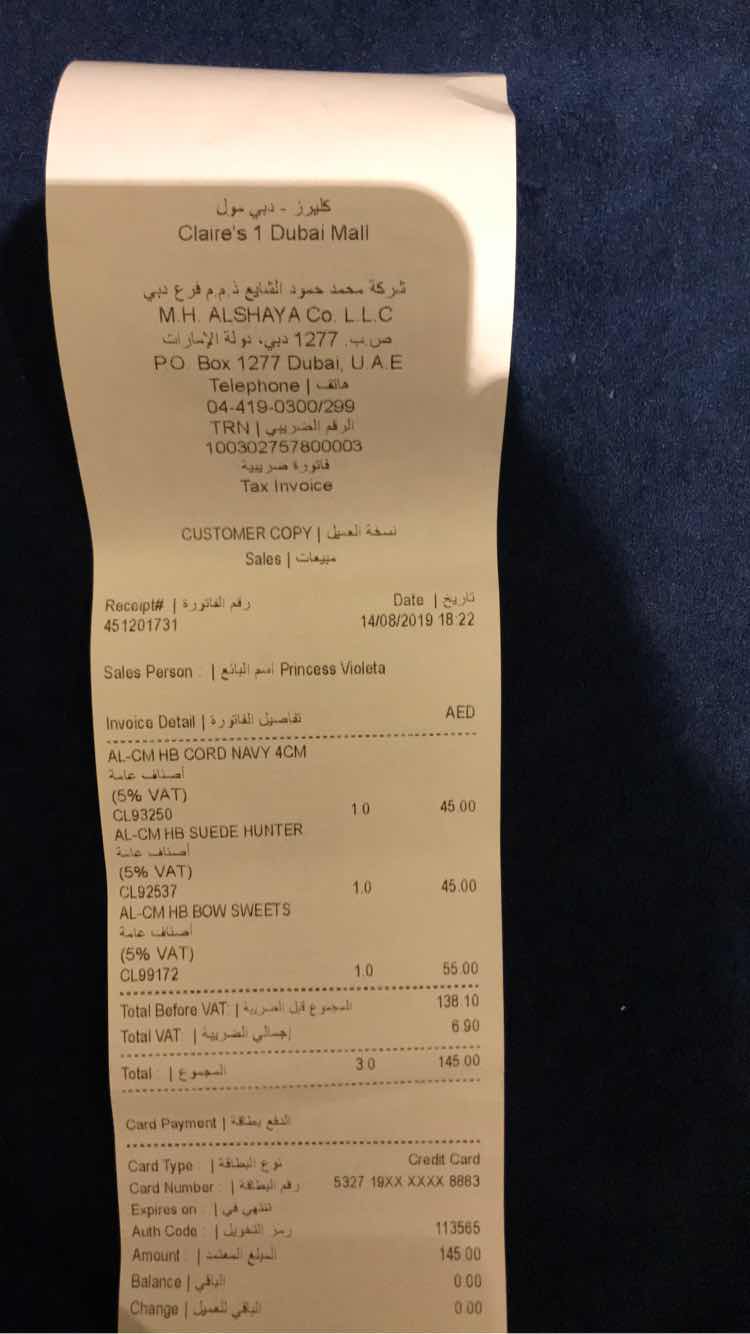 كليرز - دبي مول
Claire's 1 Dubai Mall
شركة محمد حمود الشايع ذ.م.م فرع دبي
M.H. ALSHAYA Co. L.L.C
ص.ب. 1277 دبي، دولة الإمارات
P.O. Box 1277 Dubai, U.A.E
Telephone | هاتف
04-419-0300/299
TRN | الرقم الضريبي
100302757800003
فاتورة ضريبية
Tax Invoice
CUSTOMER COPY | نسخة العميل
Sales | مبيعات
Receipt# | رقم الفاتورة Date | تاريخ
451201731 14/08/2019 18:22
Sales Person : | اسم البائع Princess Violeta
Invoice Detail | تفاصيل الفاتورة AED
AL-CM HB CORD NAVY 4CM
أصناف عامة
(5% VAT)
CL93250 1.0 45.00
AL-CM HB SUEDE HUNTER
أصناف عامة
(5% VAT)
CL92537 1.0 45.00
AL-CM HB BOW SWEETS
أصناف عامة
(5% VAT)
CL99172 1.0 55.00
Total Before VAT: | المجموع قبل الضريبة 138.10
Total VAT: | إجمالي الضريبة 6.90
Total : | المجموع 3.0 145.00
Card Payment | الدفع بطاقة
Card Type : | نوع البطاقة Credit Card
Card Number : | رقم البطاقة 5327 19XX XXXX 8883
Expires on : | تنتهي في
Auth Code : | رمز التخويل 113565
Amount : | المبلغ المعتمد 145.00
Balance | الباقي 0.00
Change | الباقي للعميل 0.00